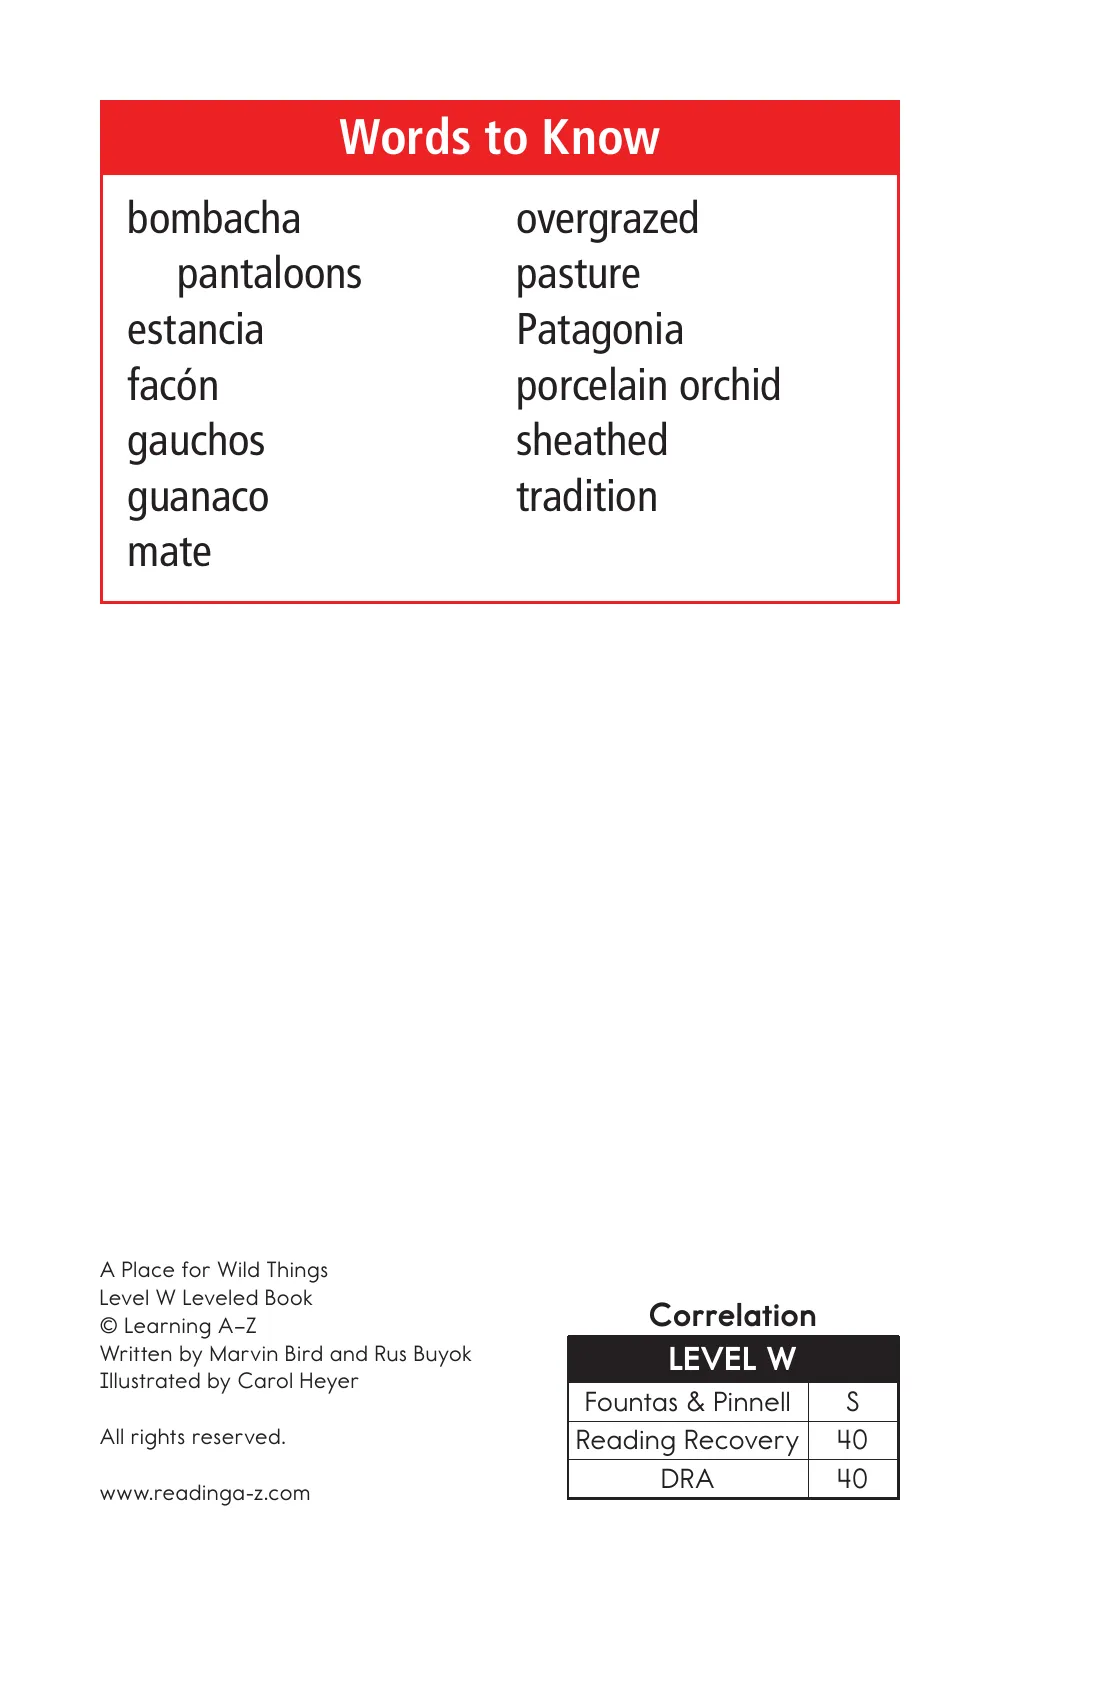 Words to Know
bombacha
pantaloons
estancia
facón
gauchos
guanaco
mate
overgrazed
pasture
Patagonia
porcelain orchid
sheathed
tradition
A Place for Wild Things
Level W Leveled Book
© Learning A–Z
Written by Marvin Bird and Rus Buyok
Illustrated by Carol Heyer
All rights reserved.
www.readinga-z.com
Correlation
LEVEL W
Fountas & Pinnell S
Reading Recovery 40
DRA 40